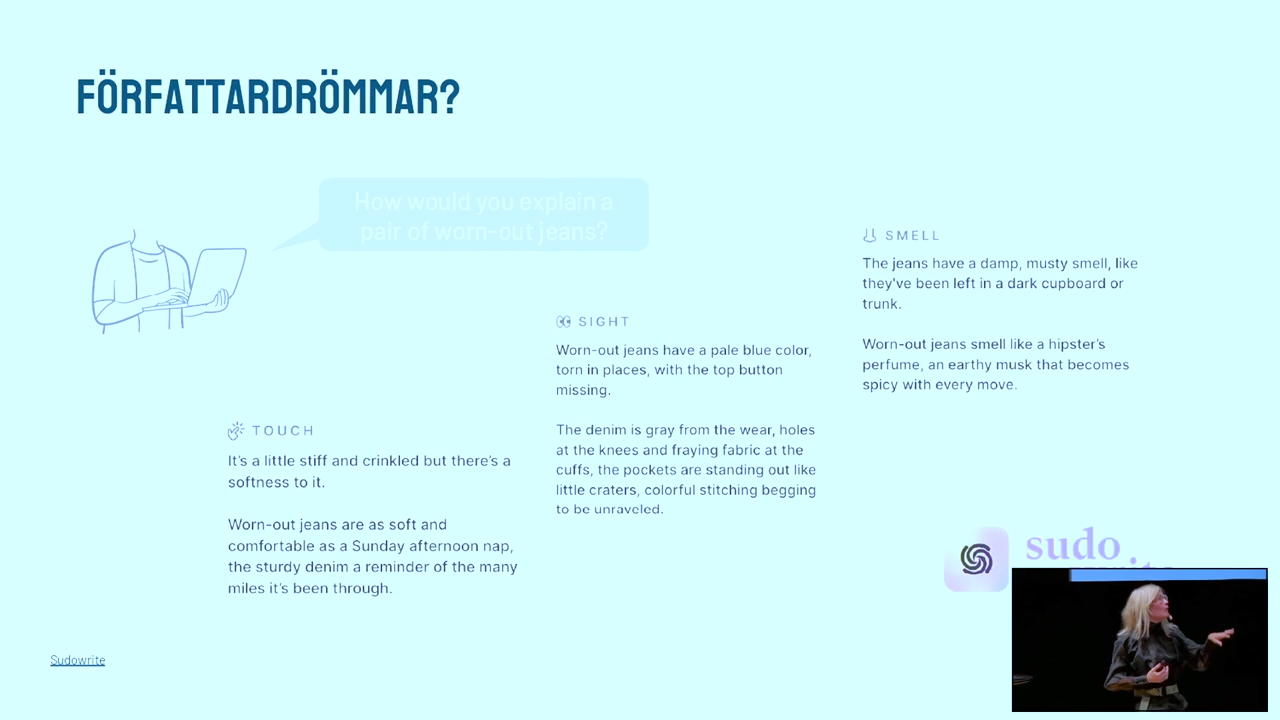 FÖRFATTARDRÖMMAR?
How would you explain a
pair of worn-out jeans?
SMELL
The jeans have a damp, musty smell, like
they've been left in a dark cupboard or
trunk.
Worn-out jeans smell like a hipster's
perfume, an earthy musk that becomes
spicy with every move.
SIGHT
Worn-out jeans have a pale blue color,
torn in places, with the top button
missing.
The denim is gray from the wear, holes
at the knees and fraying fabric at the
cuffs, the pockets are standing out like
little craters, colorful stitching begging
to be unraveled.
TOUCH
It's a little stiff and crinkled but there's a
softness to it.
Worn-out jeans are as soft and
comfortable as a Sunday afternoon nap,
the sturdy denim a reminder of the many
miles it's been through.
sudo
Sudowrite